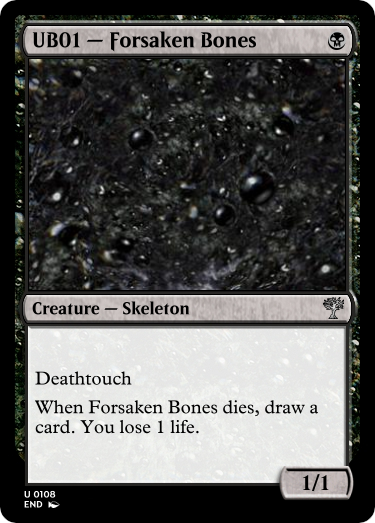 UB01 — Forsaken Bones
Creature — Skeleton
Deathtouch
When Forsaken Bones dies, draw a
card. You lose 1 life.
1/1
U 0108
END